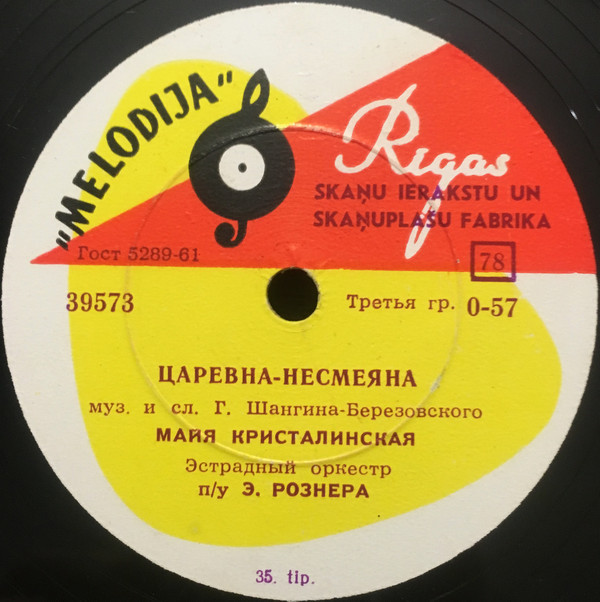 "MELODIJA"
Rigas
SKAŅU IERAKSTU UN
SKAŅUPLAŠU FABRIKA
Гост 5289-61
78
39573
Третья гр. 0-57
ЦАРЕВНА-НЕСМЕЯНА
муз. и сл. Г. Шангина-Березовского
МАЙЯ КРИСТАЛИНСКАЯ
Эстрадный оркестр
п/у Э. РОЗНЕРА
35. tip.